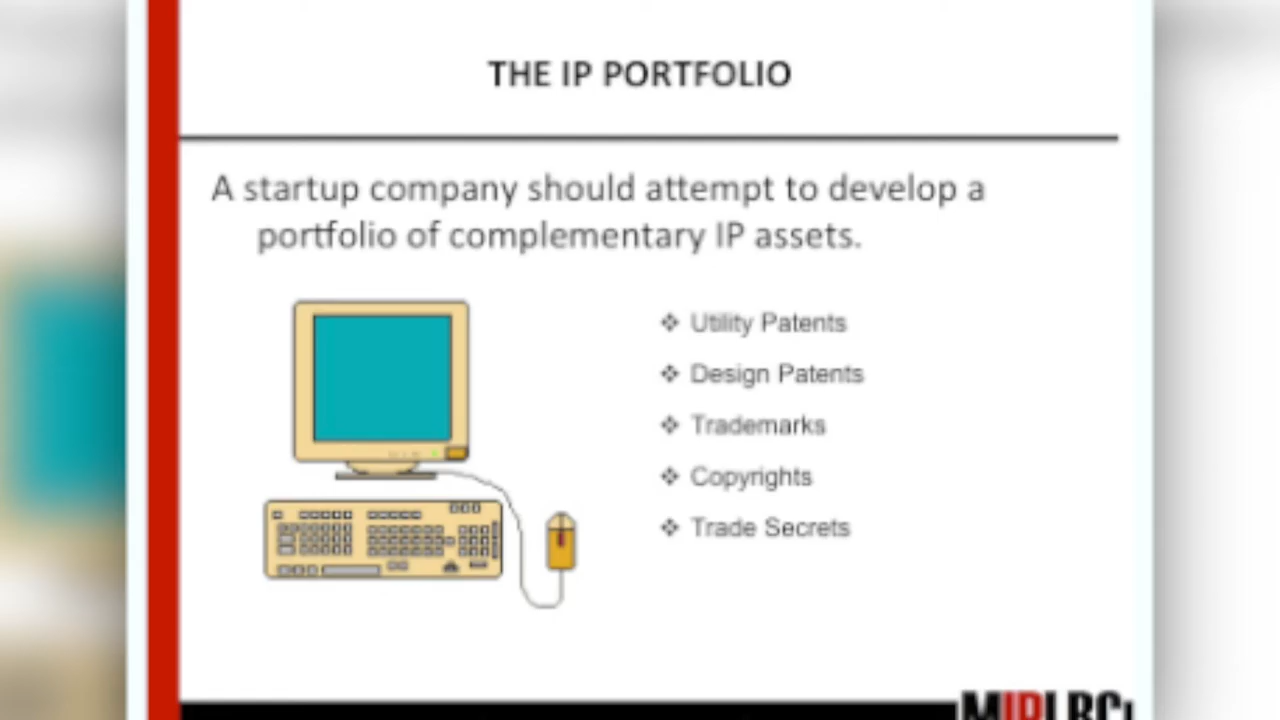 THE IP PORTFOLIO
A startup company should attempt to develop a
portfolio of complementary IP assets.
❖ Utility Patents
❖ Design Patents
❖ Trademarks
❖ Copyrights
❖ Trade Secrets